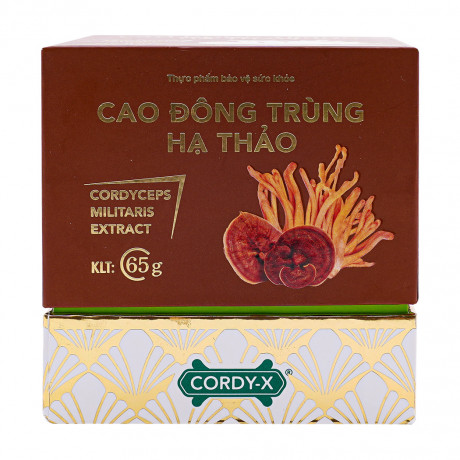 Thực phẩm bảo vệ sức khỏe
CAO ĐÔNG TRÙNG
HẠ THẢO
CORDYCEPS
MILITARIS
EXTRACT
KLT: 65g
CORDY-X®